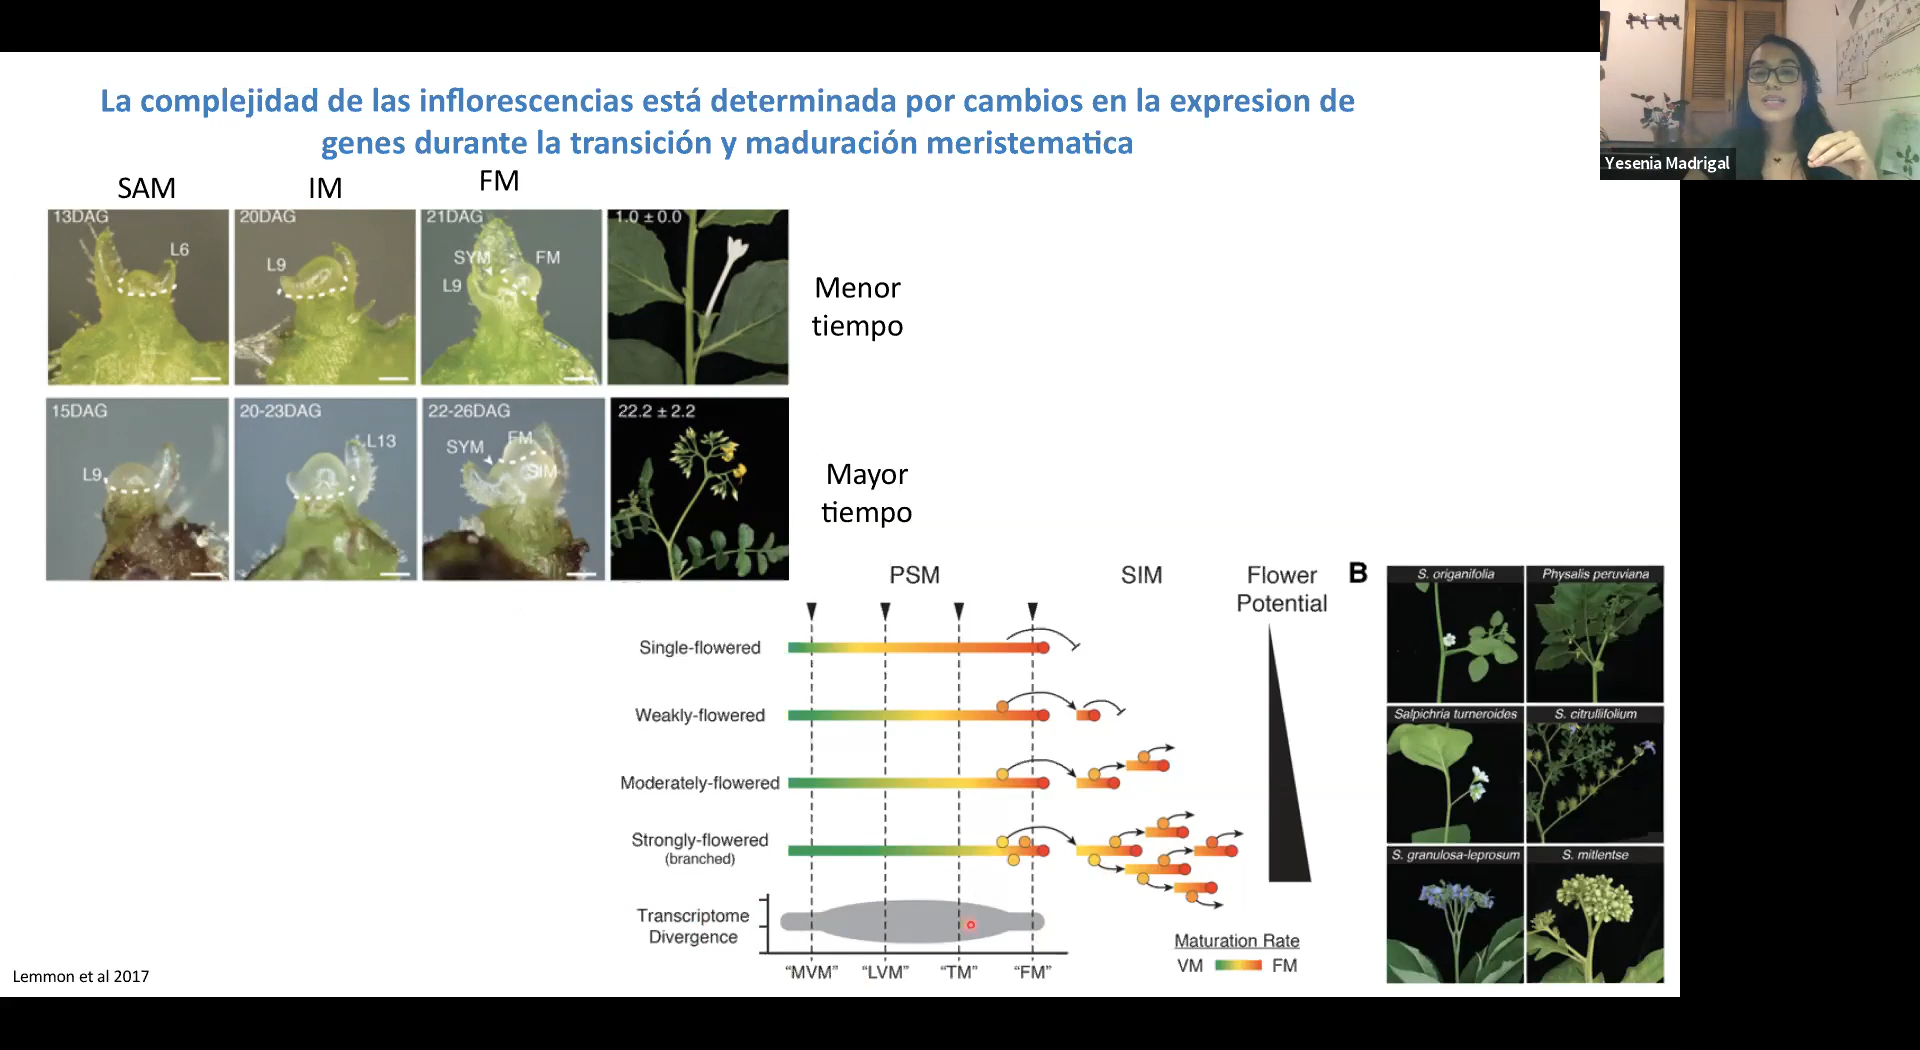 La complejidad de las inflorescencias está determinada por cambios en la expresion de
genes durante la transición y maduración meristematica
Yesenia Madrigal
SAM
IM
FM
13DAG
L6
20DAG
L9
21DAG
SYM
FM
L9
1.0 ± 0.0
Menor
tiempo
15DAG
L9
20-23DAG
L13
22-26DAG
SYM
FM
SIM
22.2 ± 2.2
Mayor
tiempo
PSM
SIM
Flower
Potential
Single-flowered
Weakly-flowered
Moderately-flowered
Strongly-flowered
(branched)
Transcriptome
Divergence
"MVM"
"LVM"
"TM"
"FM"
Maturation Rate
VM
FM
B
S. origanifolia
Physalis peruviana
Salpichria turneroides
S. citrullifolium
S. granulosa-leprosum
S. mitlentse
Lemmon et al 2017